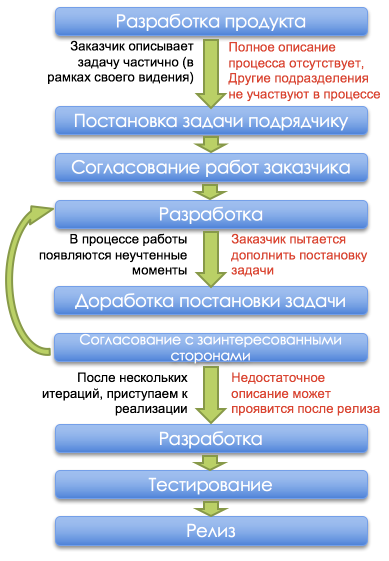 Разработка продукта
Заказчик описывает
задачу частично (в
рамках своего видения)
Полное описание
процесса отсутствует,
Другие подразделения
не участвуют в процессе
Постановка задачи подрядчику
Согласование работ заказчика
Разработка
В процессе работы
появляются неучтенные
моменты
Заказчик пытается
дополнить постановку
задачи
Доработка постановки задачи
Согласование с заинтересованными
сторонами
После нескольких
итераций, приступаем к
реализации
Недостаточное
описание может
проявится после релиза
Разработка
Тестирование
Релиз